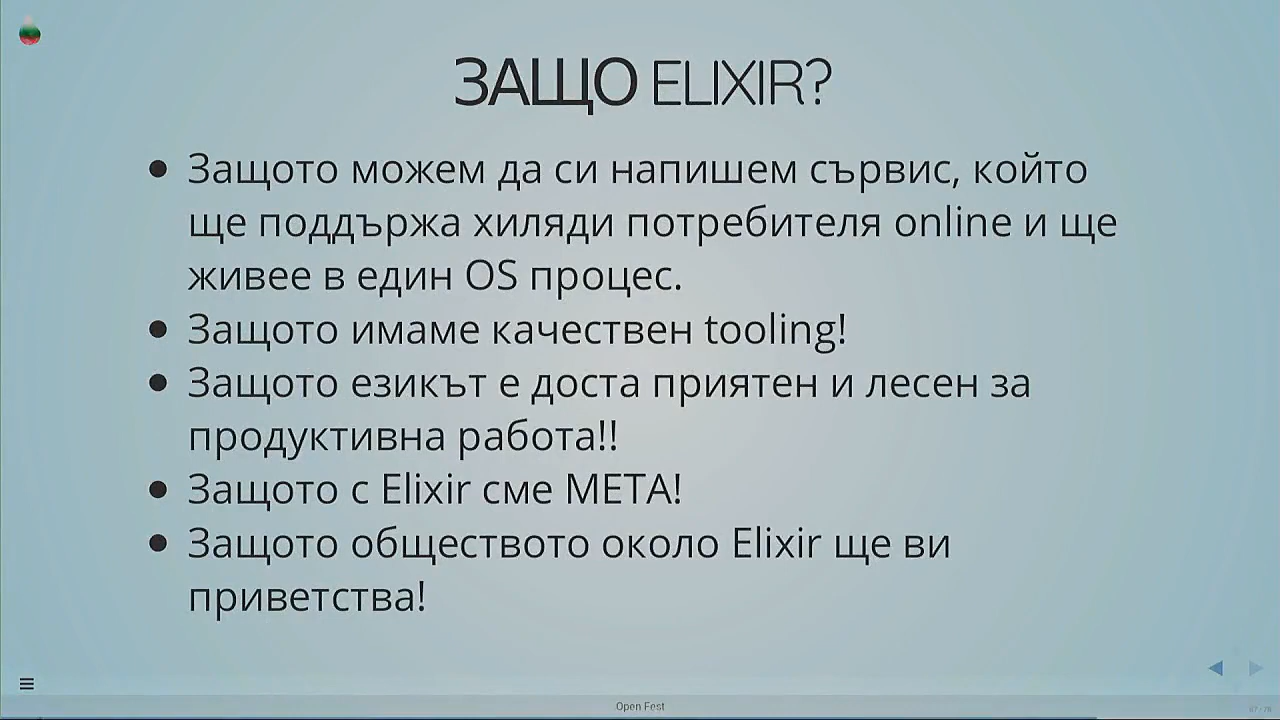 ЗАЩО ELIXIR?
• Защото можем да си напишем сървис, който
ще поддържа хиляди потребителя online и ще
живее в един OS процес.
• Защото имаме качествен tooling!
• Защото езикът е доста приятен и лесен за
продуктивна работа!!
• Защото с Elixir сме МЕТА!
• Защото обществото около Elixir ще ви
приветства!
Open Fest